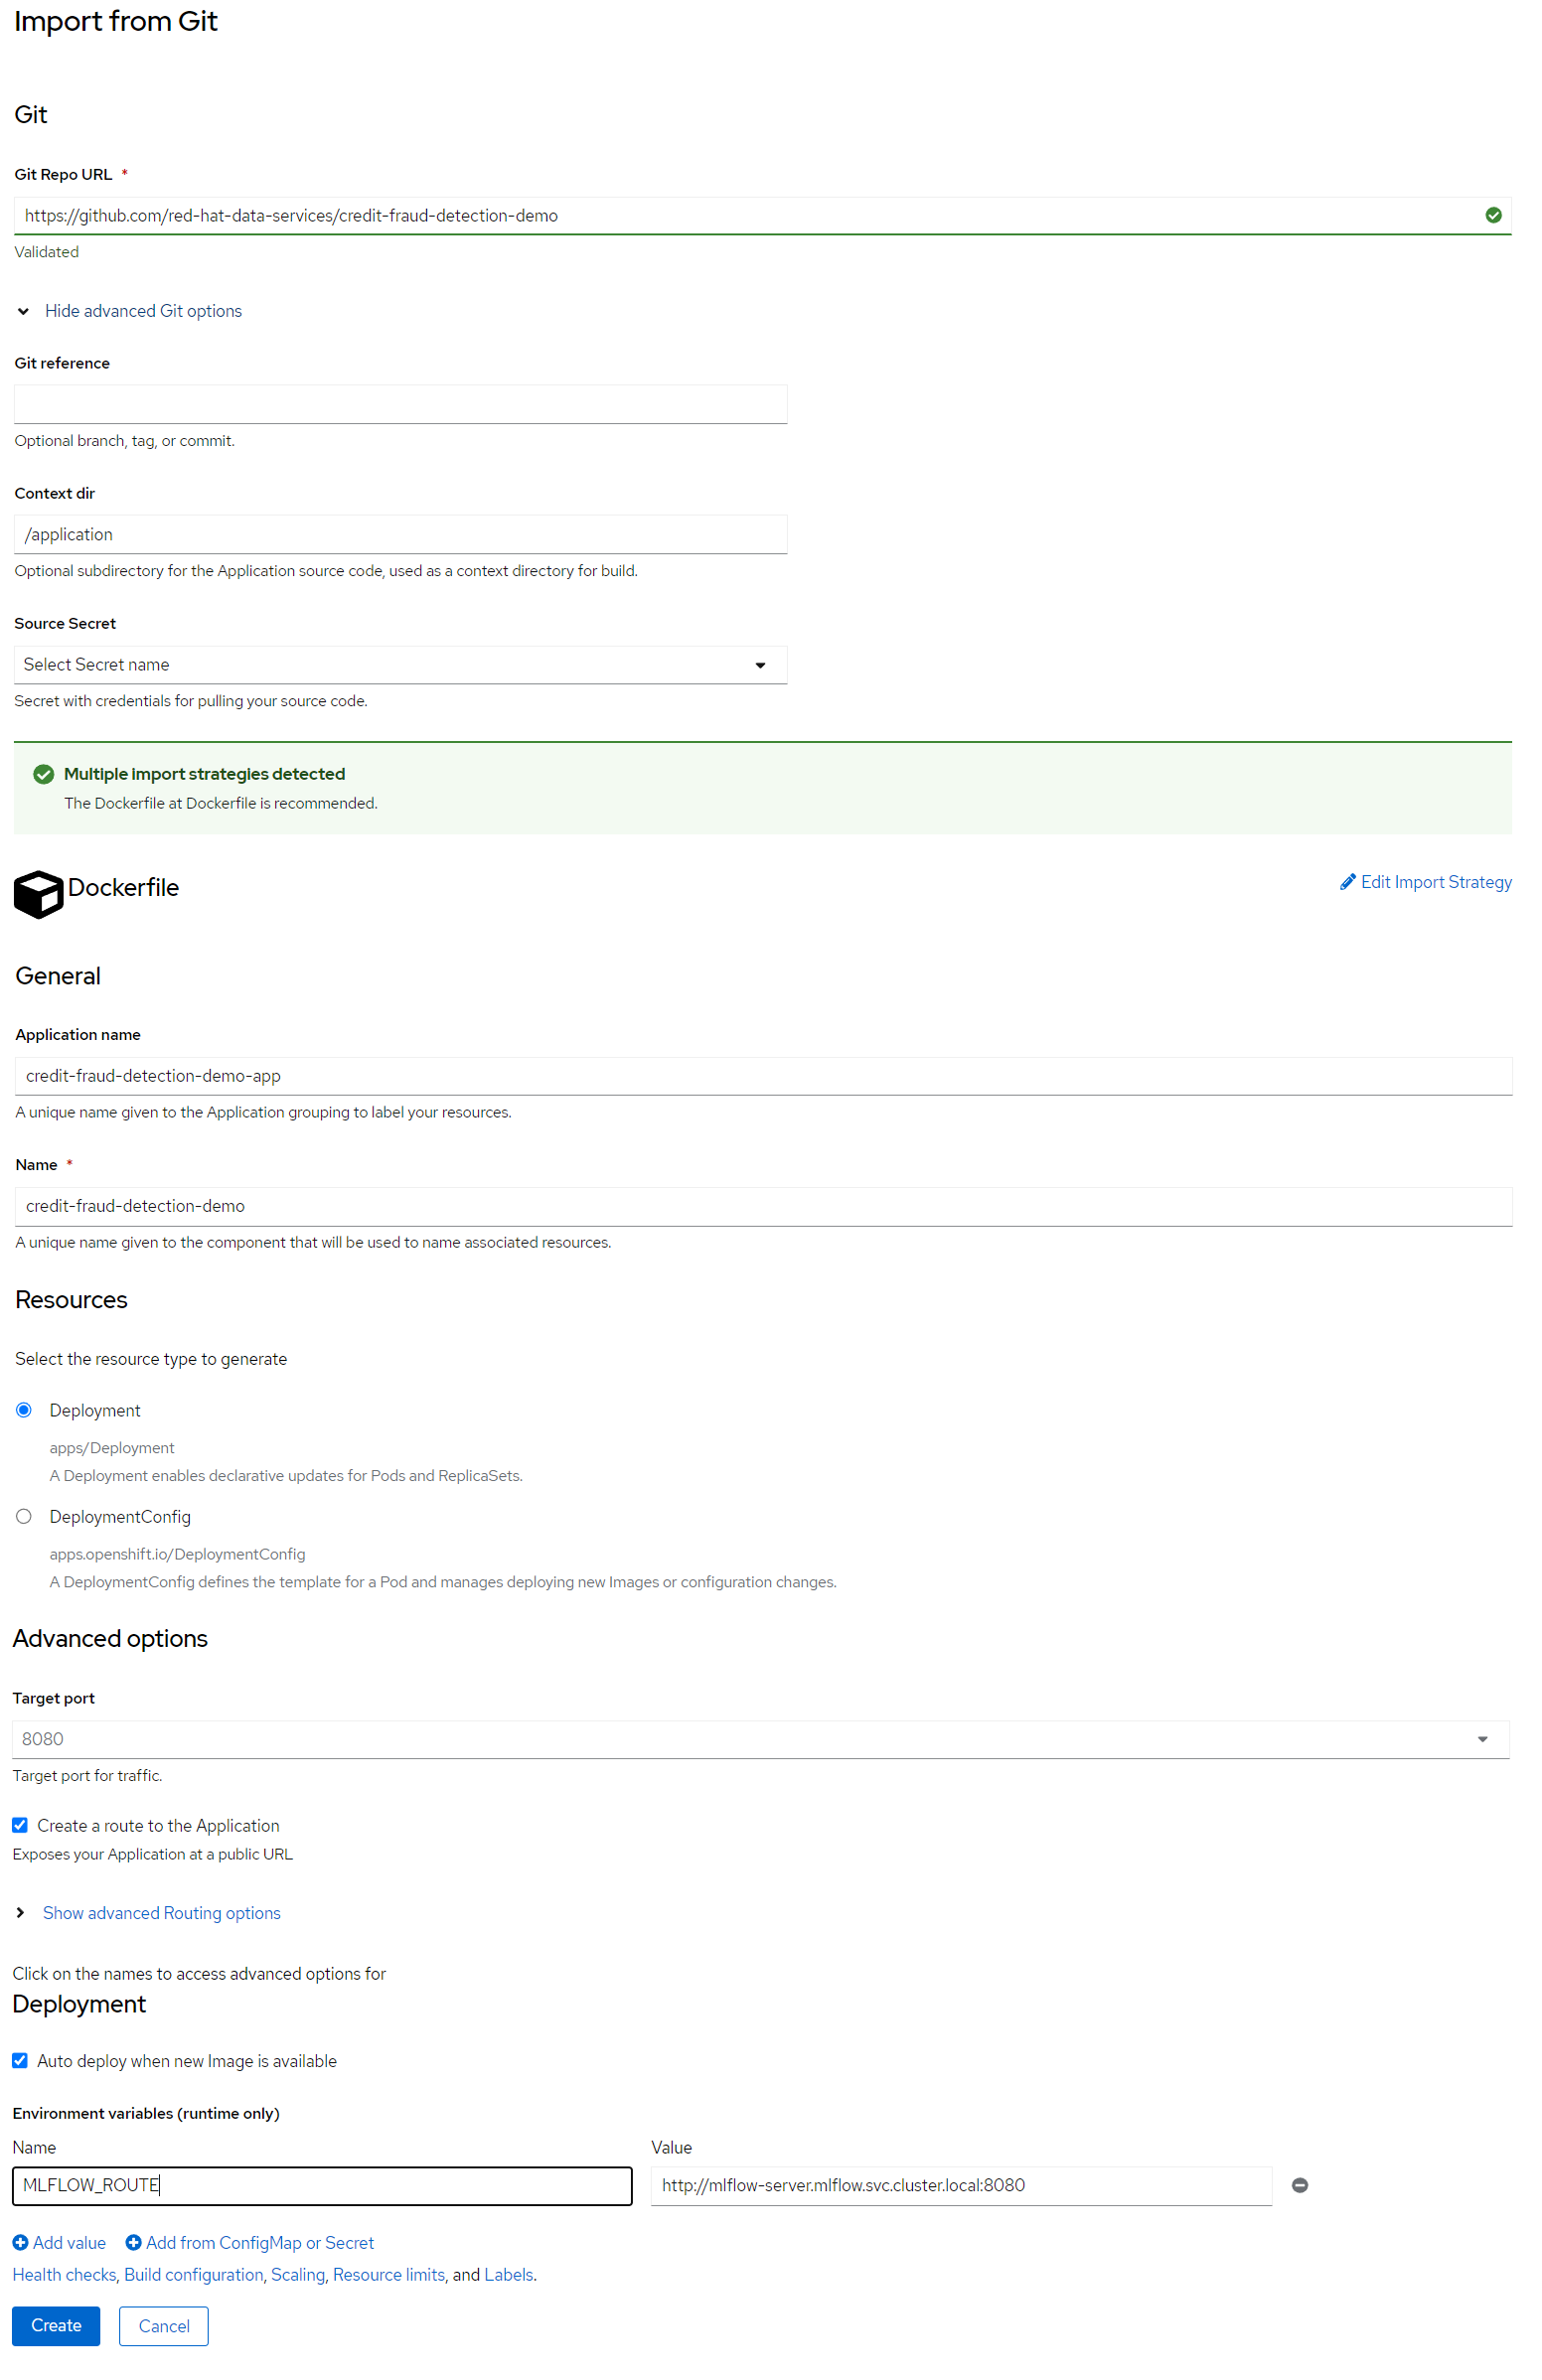 Import from Git
Git
Git Repo URL *
https://github.com/red-hat-data-services/credit-fraud-detection-demo
Validated
Hide advanced Git options
Git reference
Optional branch, tag, or commit.
Context dir
/application
Optional subdirectory for the Application source code, used as a context directory for build.
Source Secret
Select Secret name
Secret with credentials for pulling your source code.
Multiple import strategies detected
The Dockerfile at Dockerfile is recommended.
Dockerfile
Edit Import Strategy
General
Application name
credit-fraud-detection-demo-app
A unique name given to the Application grouping to label your resources.
Name *
credit-fraud-detection-demo
A unique name given to the component that will be used to name associated resources.
Resources
Select the resource type to generate
Deployment
apps/Deployment
A Deployment enables declarative updates for Pods and ReplicaSets.
DeploymentConfig
apps.openshift.io/DeploymentConfig
A DeploymentConfig defines the template for a Pod and manages deploying new Images or configuration changes.
Advanced options
Target port
8080
Target port for traffic.
Create a route to the Application
Exposes your Application at a public URL
Show advanced Routing options
Click on the names to access advanced options for
Deployment
Auto deploy when new Image is available
Environment variables (runtime only)
Name Value
MLFLOW_ROUTE http://mlflow-server.mlflow.svc.cluster.local:8080
Add value Add from ConfigMap or Secret
Health checks, Build configuration, Scaling, Resource limits, and Labels.
Create Cancel